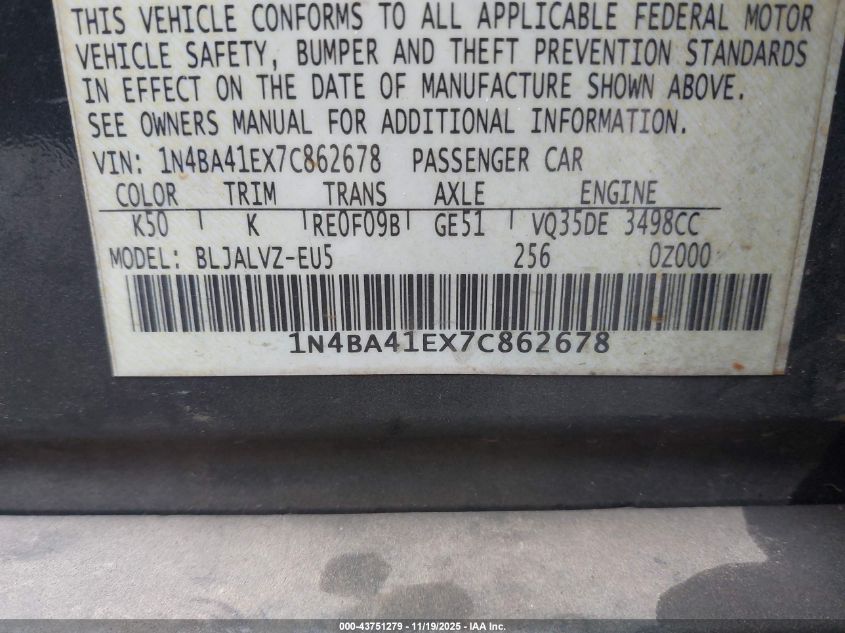 THIS VEHICLE CONFORMS TO ALL APPLICABLE FEDERAL MOTOR
VEHICLE SAFETY, BUMPER AND THEFT PREVENTION STANDARDS
IN EFFECT ON THE DATE OF MANUFACTURE SHOWN ABOVE.
SEE OWNERS MANUAL FOR ADDITIONAL INFORMATION.
VIN: 1N4BA41EX7C862678 PASSENGER CAR
COLOR TRIM TRANS AXLE ENGINE
K50 K RE0F09B GE51 VQ35DE 3498CC
MODEL: BLJALVZ-EU5 256 0Z000
1N4BA41EX7C862678
000-43751279 - 11/19/2025 - IAA Inc.